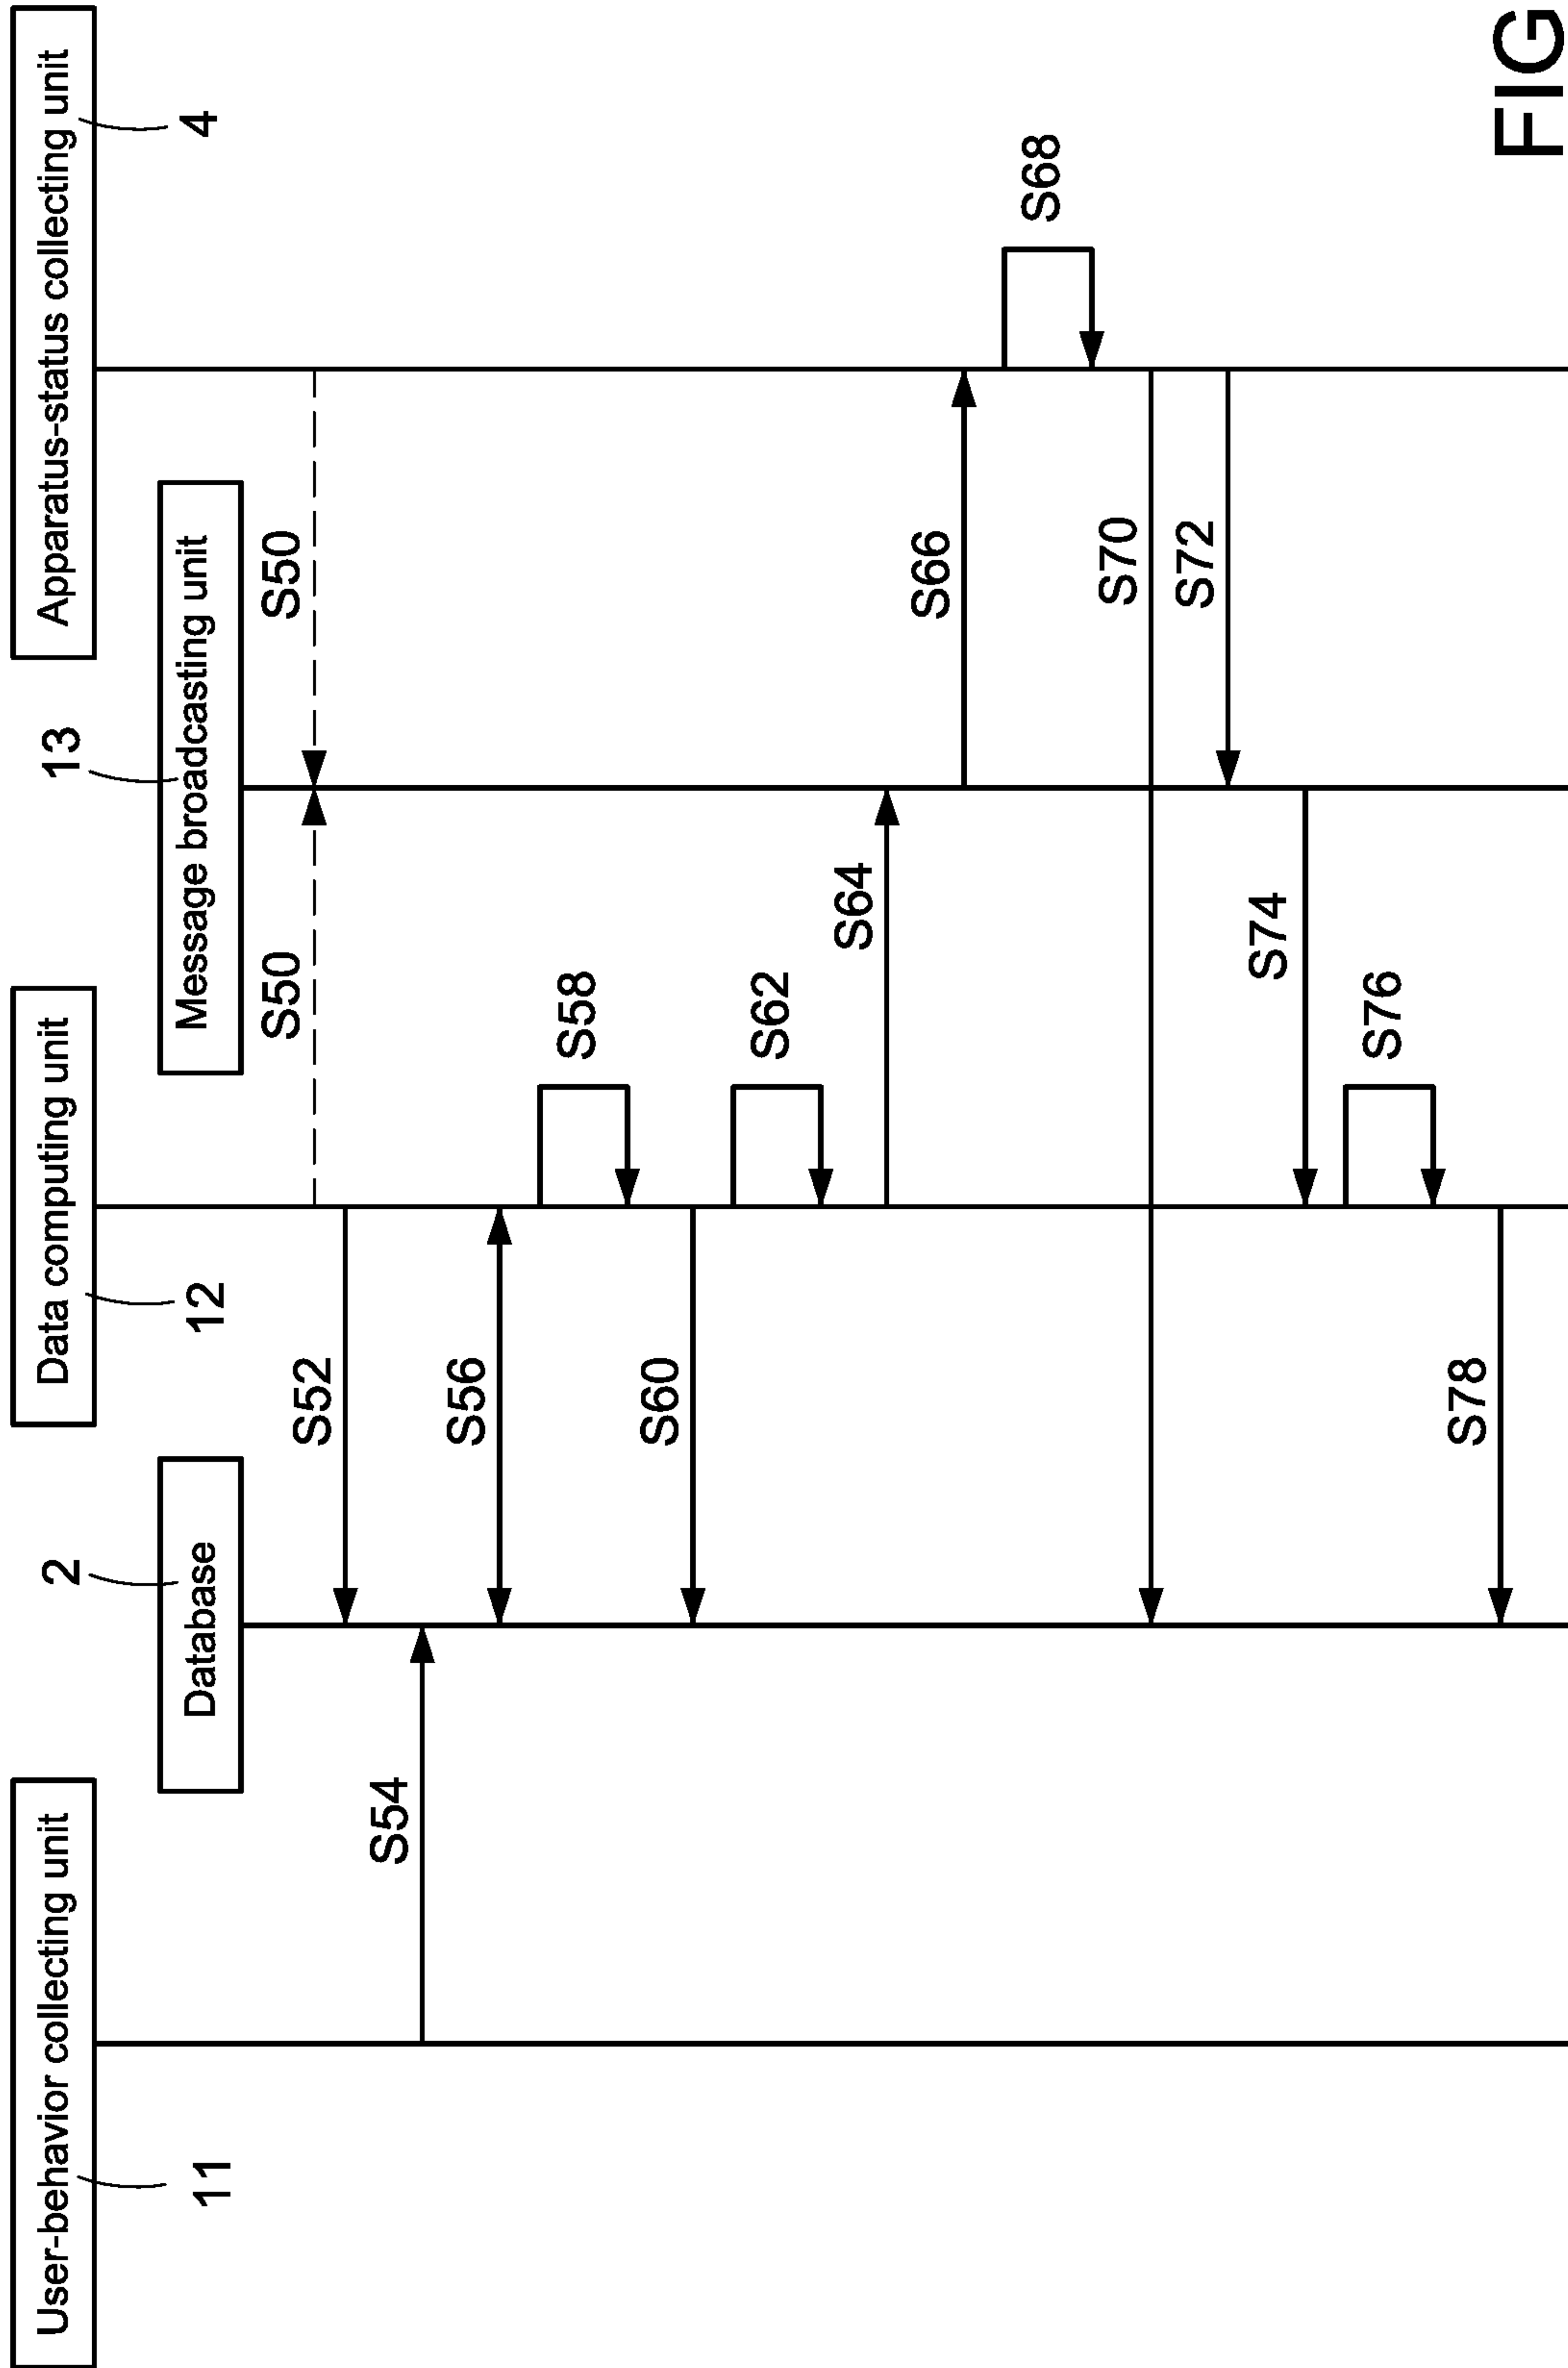 User-behavior collecting unit
11
Database
2
Data computing unit
12
Message broadcasting unit
13
Apparatus-status collecting unit
4
S50
S50
S52
S54
S56
S58
S60
S62
S64
S66
S68
S70
S72
S74
S76
S78
FIG